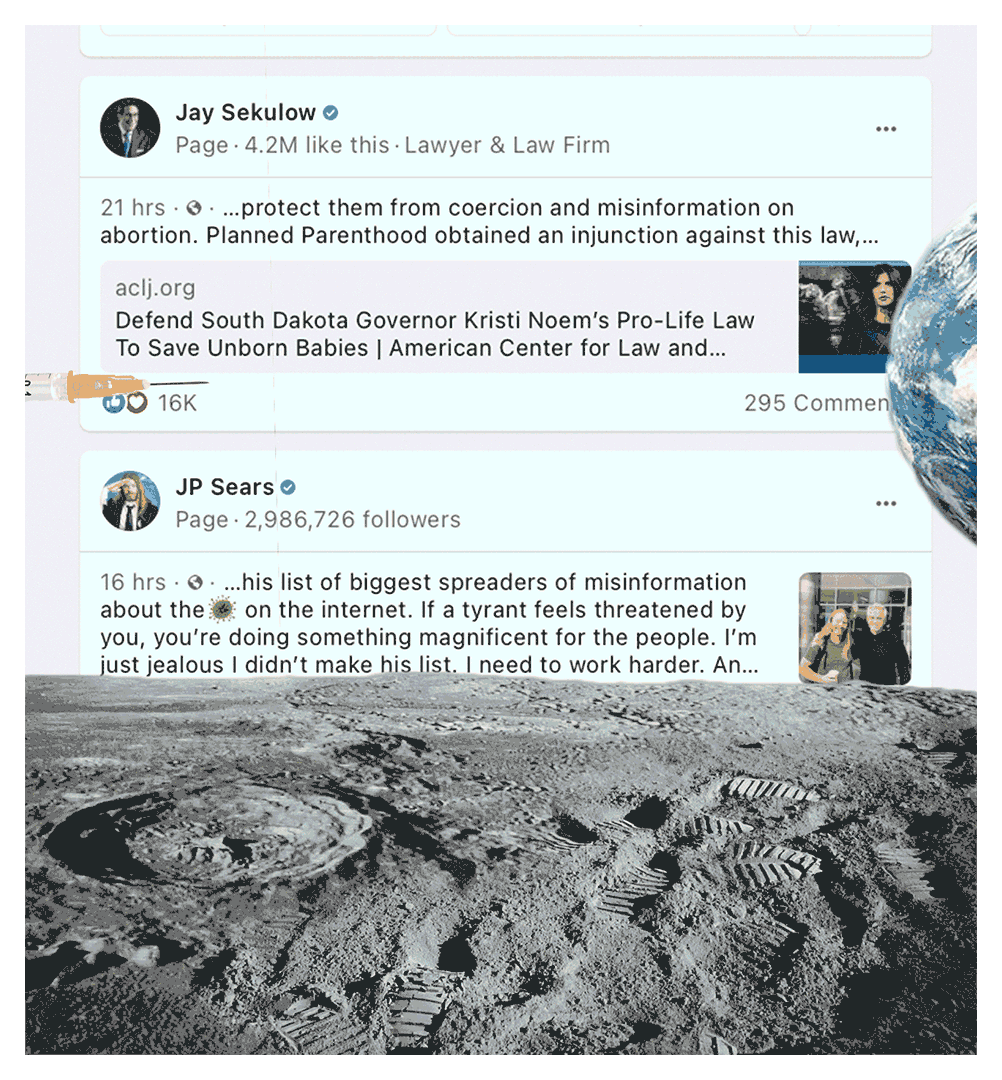 Jay Sekulow
Page · 4.2M like this · Lawyer & Law Firm
21 hrs · · ...protect them from coercion and misinformation on
abortion. Planned Parenthood obtained an injunction against this law,...
aclj.org
Defend South Dakota Governor Kristi Noem's Pro-Life Law
To Save Unborn Babies | American Center for Law and...
16K
295 Commen
JP Sears
Page · 2,986,726 followers
16 hrs · · ...his list of biggest spreaders of misinformation
about the on the internet. If a tyrant feels threatened by
you, you're doing something magnificent for the people. I'm
just jealous I didn't make his list. I need to work harder. An...